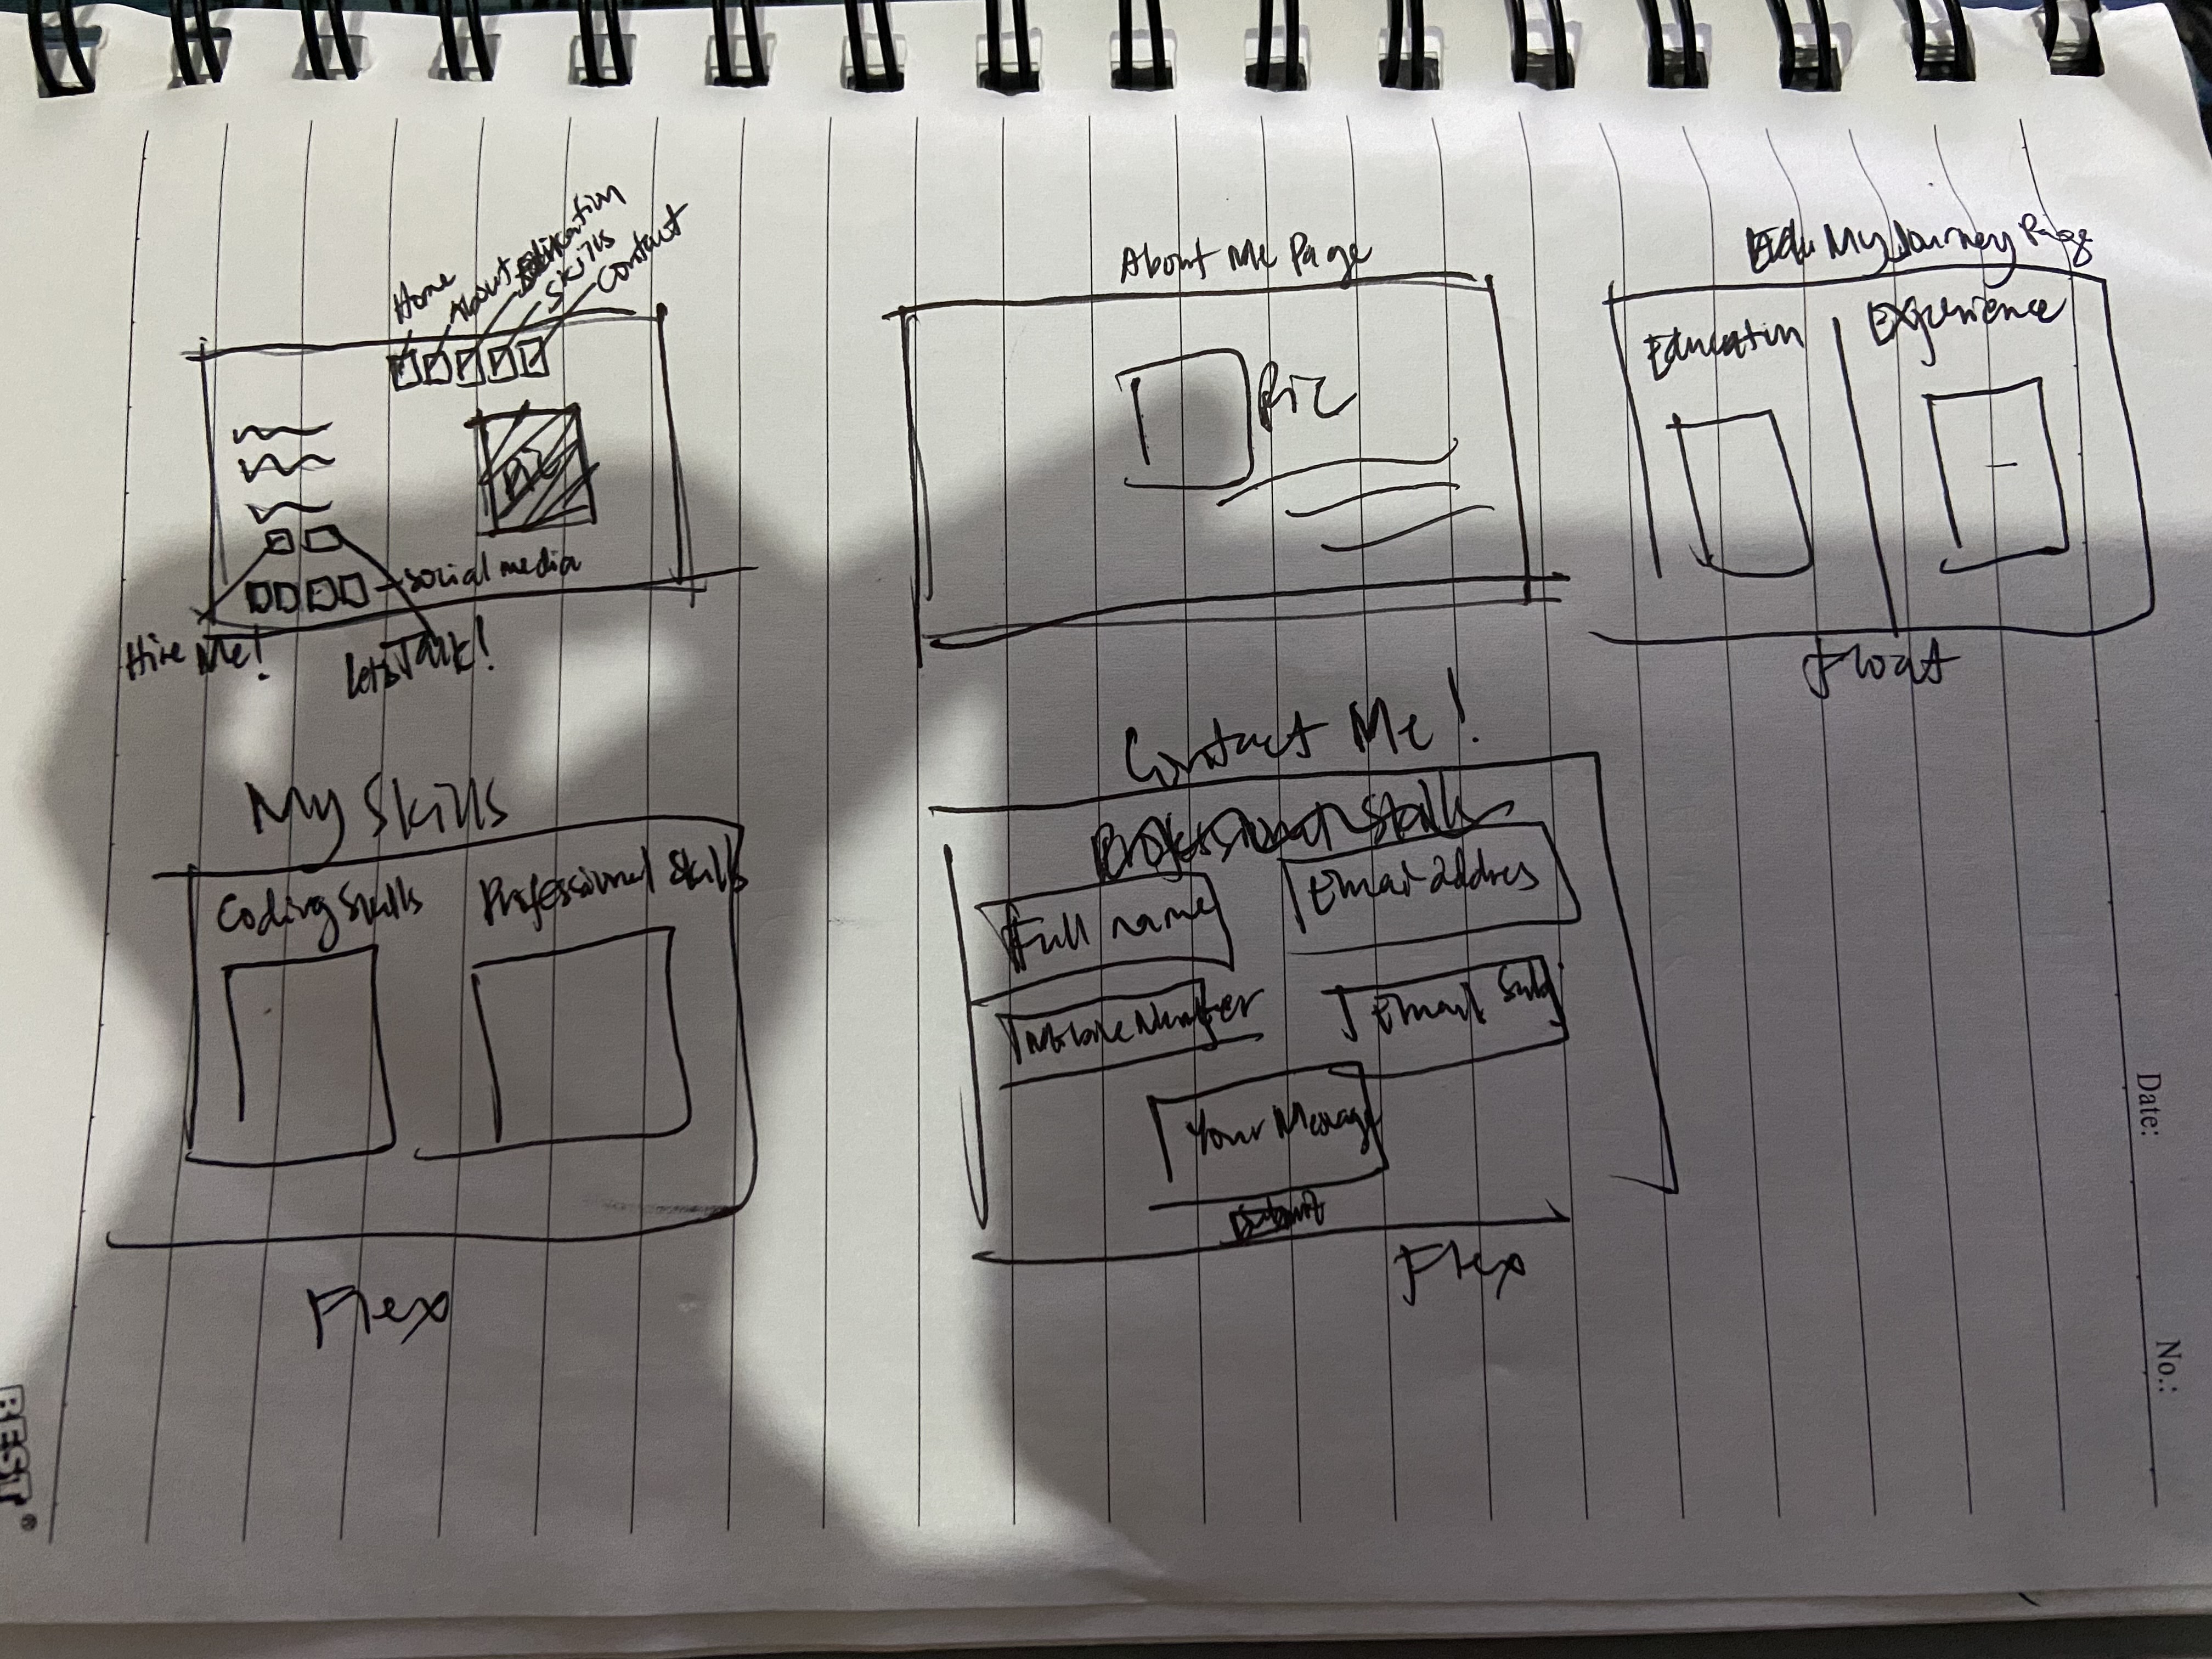 Home
About
Education
Skills
Contact
Pic
social media
Hire Me!
Lets Talk!
About Me Page
Pic
My Journey Page
Education
Experience
Float
My Skills
Coding Skills
Professional Skills
Flex
Contact Me!
Full name
Email address
Mobile Number
Email Subj
Your Message
Submit
Flex
Date:
No.:
BEST®